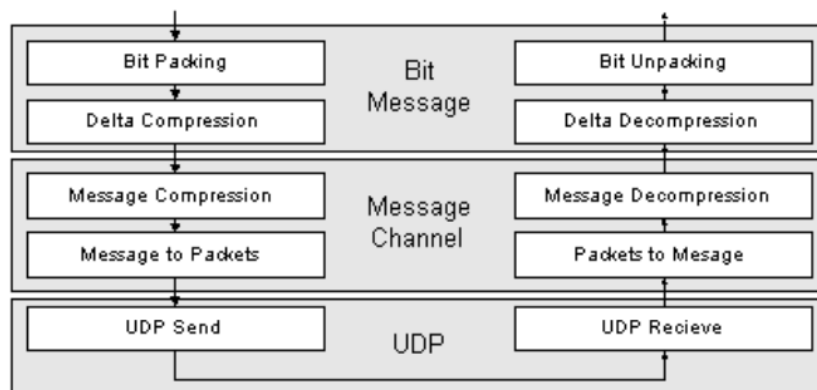 Bit Packing
Bit
Message
Bit Unpacking
Delta Compression
Delta Decompression
Message Compression
Message
Channel
Message Decompression
Message to Packets
Packets to Mesage
UDP Send
UDP
UDP Recieve